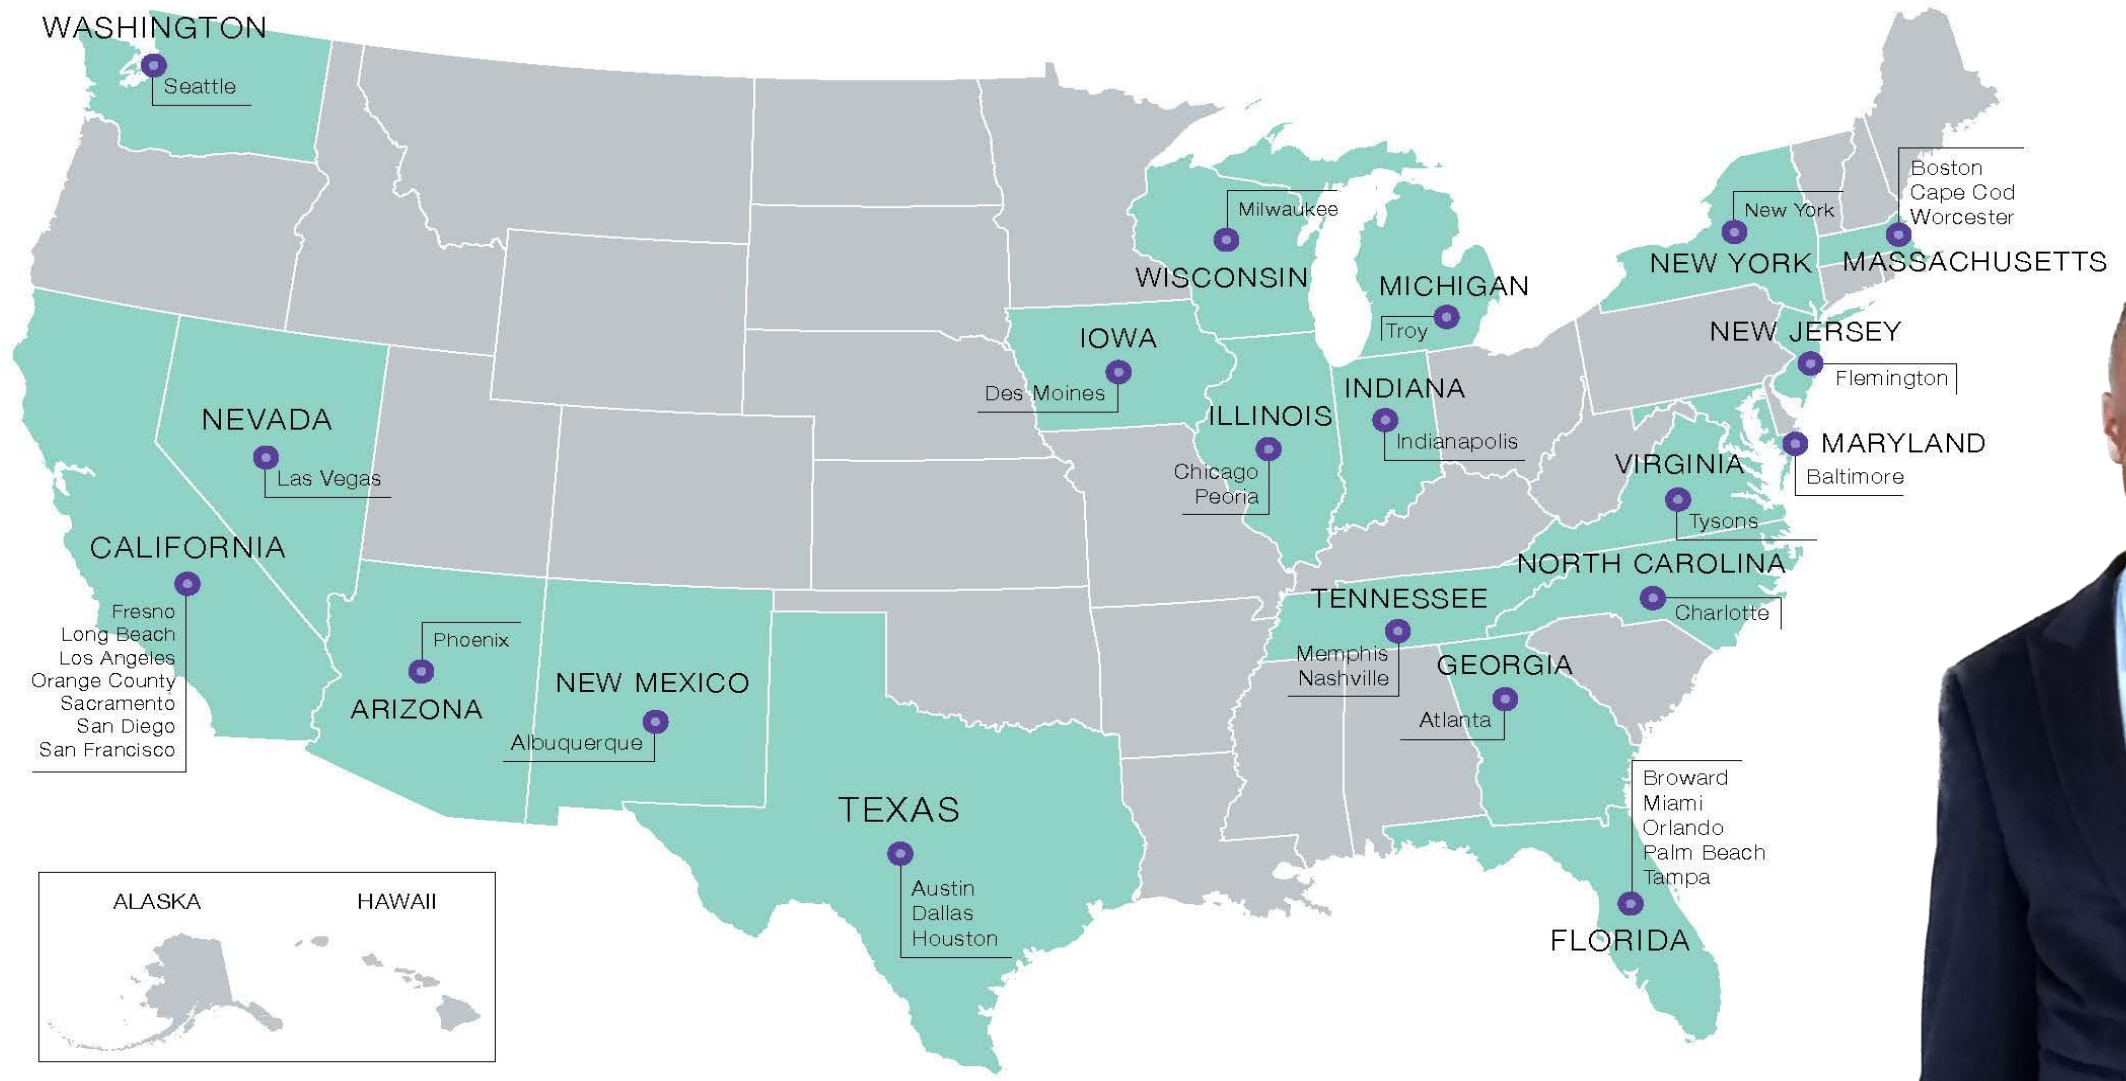 WASHINGTON
Seattle
NEVADA
Las Vegas
CALIFORNIA
Fresno
Long Beach
Los Angeles
Orange County
Sacramento
San Diego
San Francisco
Phoenix
ARIZONA
NEW MEXICO
Albuquerque
TEXAS
Austin
Dallas
Houston
ALASKA
HAWAII
Milwaukee
WISCONSIN
MICHIGAN
Troy
IOWA
Des Moines
ILLINOIS
Chicago
Peoria
INDIANA
Indianapolis
TENNESSEE
Memphis
Nashville
GEORGIA
Atlanta
Broward
Miami
Orlando
Palm Beach
Tampa
FLORIDA
New York
NEW YORK
Boston
Cape Cod
Worcester
MASSACHUSETTS
NEW JERSEY
Flemington
MARYLAND
Baltimore
VIRGINIA
Tysons
NORTH CAROLINA
Charlotte